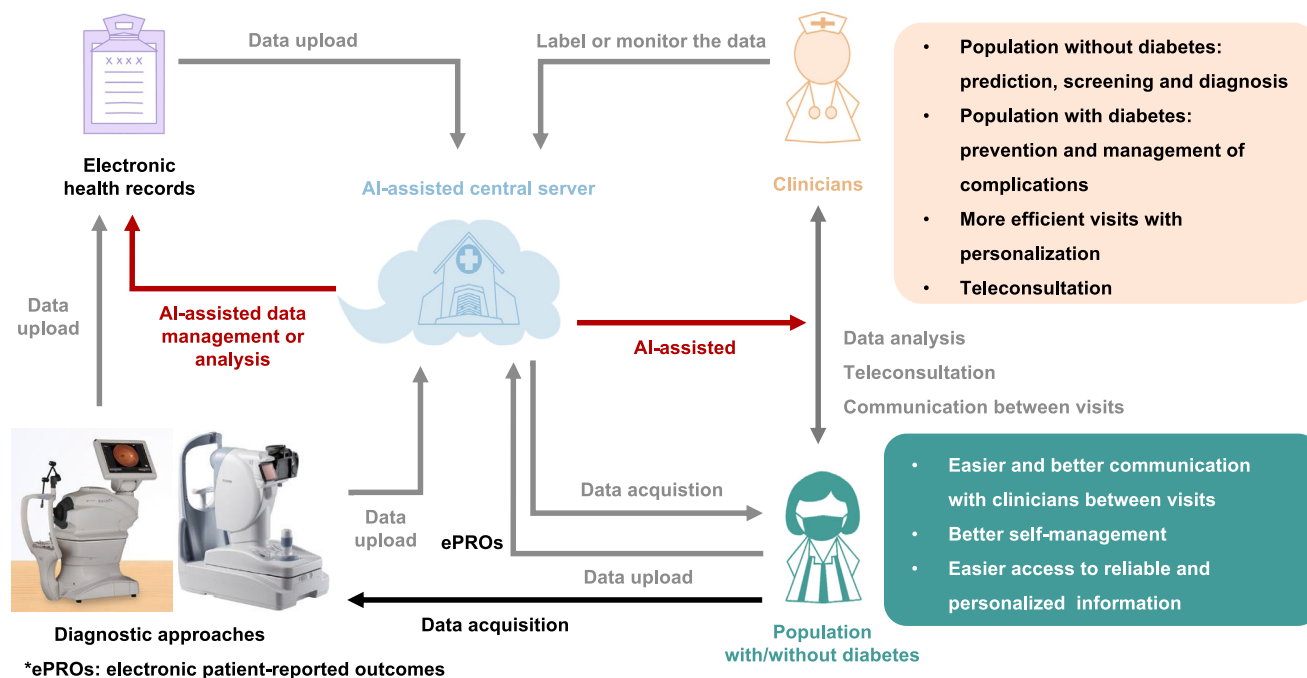 Data upload
Label or monitor the data
X X X X
Electronic
health records
AI-assisted central server
Clinicians
• Population without diabetes:
prediction, screening and diagnosis
• Population with diabetes:
prevention and management of
complications
• More efficient visits with
personalization
• Teleconsultation
Data
upload
AI-assisted data
management or
analysis
AI-assisted
Data analysis
Teleconsultation
Communication between visits
Data
upload
ePROs
Data acquistion
Data upload
Data acquisition
• Easier and better communication
with clinicians between visits
• Better self-management
• Easier access to reliable and
personalized information
Diagnostic approaches
Population
with/without diabetes
*ePROs: electronic patient-reported outcomes